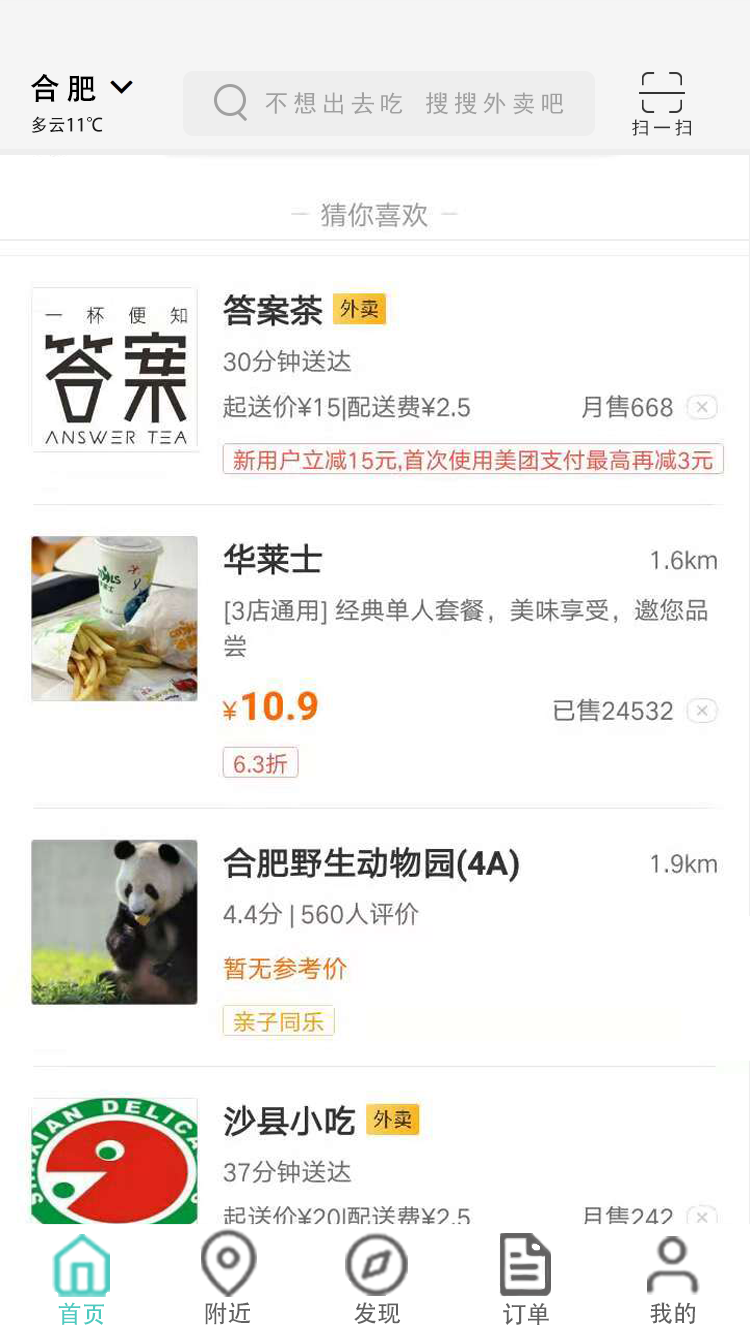 合肥
多云11℃
不想出去吃 搜搜外卖吧
扫一扫
猜你喜欢
一杯便知
答案
ANSWER TEA
答案茶 外卖
30分钟送达
起送价¥15|配送费¥2.5 月售668
新用户立减15元,首次使用美团支付最高再减3元
华莱士 1.6km
[3店通用] 经典单人套餐，美味享受，邀您品
尝
¥10.9 已售24532
6.3折
合肥野生动物园(4A) 1.9km
4.4分 | 560人评价
暂无参考价
亲子同乐
沙县小吃 外卖
37分钟送达
起送价¥20|配送费¥2.5 月售242
首页 附近 发现 订单 我的